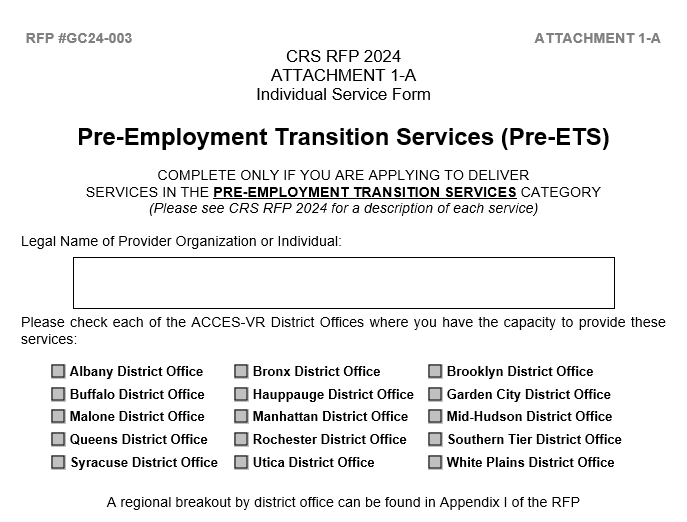 RFP #GC24-003 ATTACHMENT 1-A
CRS RFP 2024
ATTACHMENT 1-A
Individual Service Form
Pre-Employment Transition Services (Pre-ETS)
COMPLETE ONLY IF YOU ARE APPLYING TO DELIVER
SERVICES IN THE PRE-EMPLOYMENT TRANSITION SERVICES CATEGORY
(Please see CRS RFP 2024 for a description of each service)
Legal Name of Provider Organization or Individual:
Please check each of the ACCES-VR District Offices where you have the capacity to provide these
services:
Albany District Office Bronx District Office Brooklyn District Office
Buffalo District Office Hauppauge District Office Garden City District Office
Malone District Office Manhattan District Office Mid-Hudson District Office
Queens District Office Rochester District Office Southern Tier District Office
Syracuse District Office Utica District Office White Plains District Office
A regional breakout by district office can be found in Appendix I of the RFP